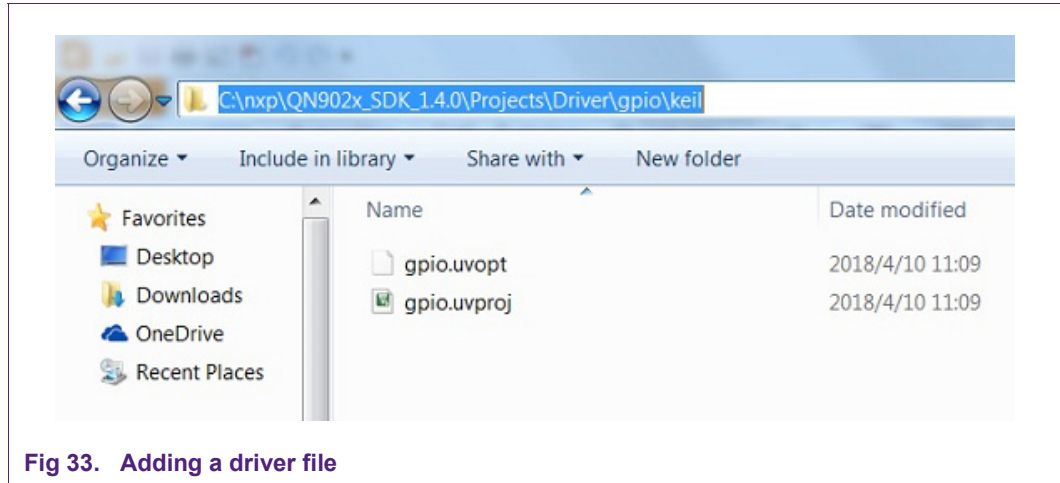 C:\nxp\QN902x_SDK_1.4.0\Projects\Driver\gpio\keil
Organize Include in library Share with New folder
Favorites
Desktop
Downloads
OneDrive
Recent Places
Name Date modified
gpio.uvopt 2018/4/10 11:09
gpio.uvproj 2018/4/10 11:09
Fig 33. Adding a driver file